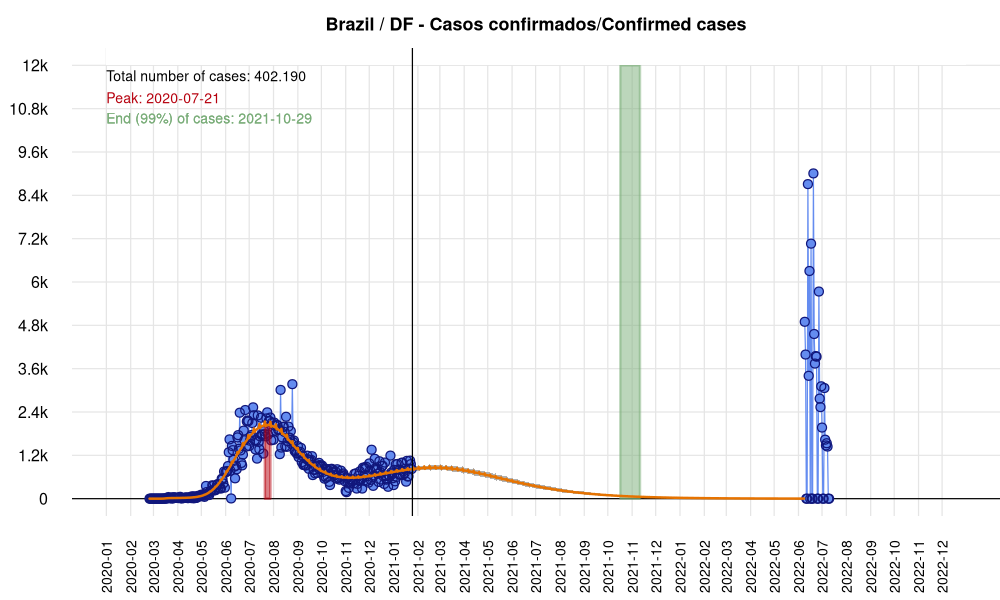 Brazil / DF - Casos confirmados/Confirmed cases
Total number of cases: 402.190
Peak: 2020-07-21
End (99%) of cases: 2021-10-29
12k
10.8k
9.6k
8.4k
7.2k
6k
4.8k
3.6k
2.4k
1.2k
0
2020-01
2020-02
2020-03
2020-04
2020-05
2020-06
2020-07
2020-08
2020-09
2020-10
2020-11
2020-12
2021-01
2021-02
2021-03
2021-04
2021-05
2021-06
2021-07
2021-08
2021-09
2021-10
2021-11
2021-12
2022-01
2022-02
2022-03
2022-04
2022-05
2022-06
2022-07
2022-08
2022-09
2022-10
2022-11
2022-12